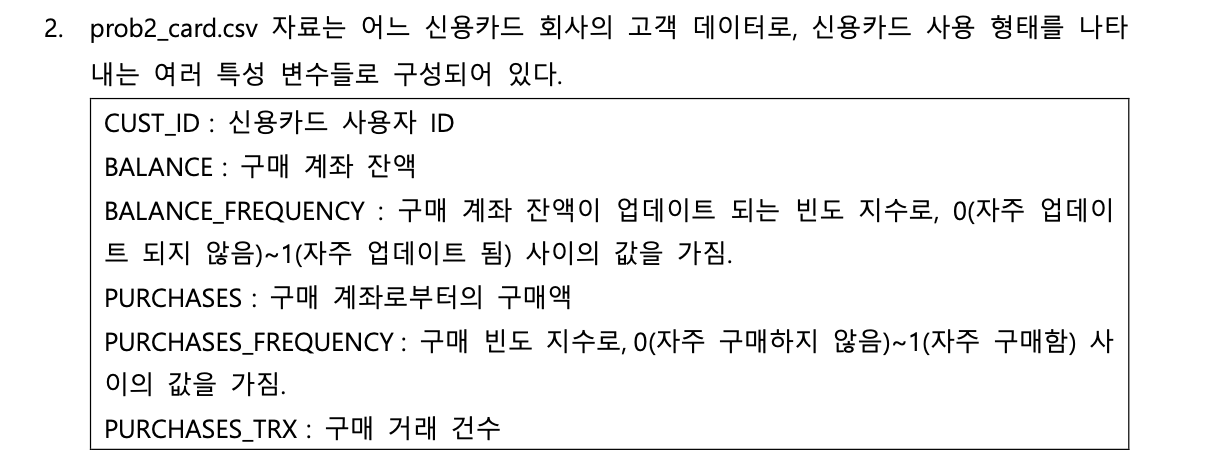 2. prob2_card.csv 자료는 어느 신용카드 회사의 고객 데이터로, 신용카드 사용 형태를 나타
내는 여러 특성 변수들로 구성되어 있다.
CUST_ID : 신용카드 사용자 ID
BALANCE : 구매 계좌 잔액
BALANCE_FREQUENCY : 구매 계좌 잔액이 업데이트 되는 빈도 지수로, 0(자주 업데이
트 되지 않음)~1(자주 업데이트 됨) 사이의 값을 가짐.
PURCHASES : 구매 계좌로부터의 구매액
PURCHASES_FREQUENCY : 구매 빈도 지수로, 0(자주 구매하지 않음)~1(자주 구매함) 사
이의 값을 가짐.
PURCHASES_TRX : 구매 거래 건수